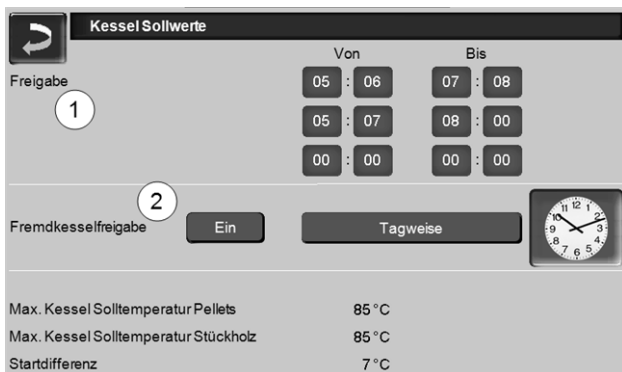 Kessel Sollwerte
Von Bis
Freigabe 05 : 06 07 : 08
1
05 : 07 08 : 00
00 : 00 00 : 00
2
Fremdkesselfreigabe Ein Tagweise
12 1 2 3 4 5 6 7 8 9 10 11
Max. Kessel Solltemperatur Pellets 85 °C
Max. Kessel Solltemperatur Stückholz 85 °C
Startdifferenz 7 °C